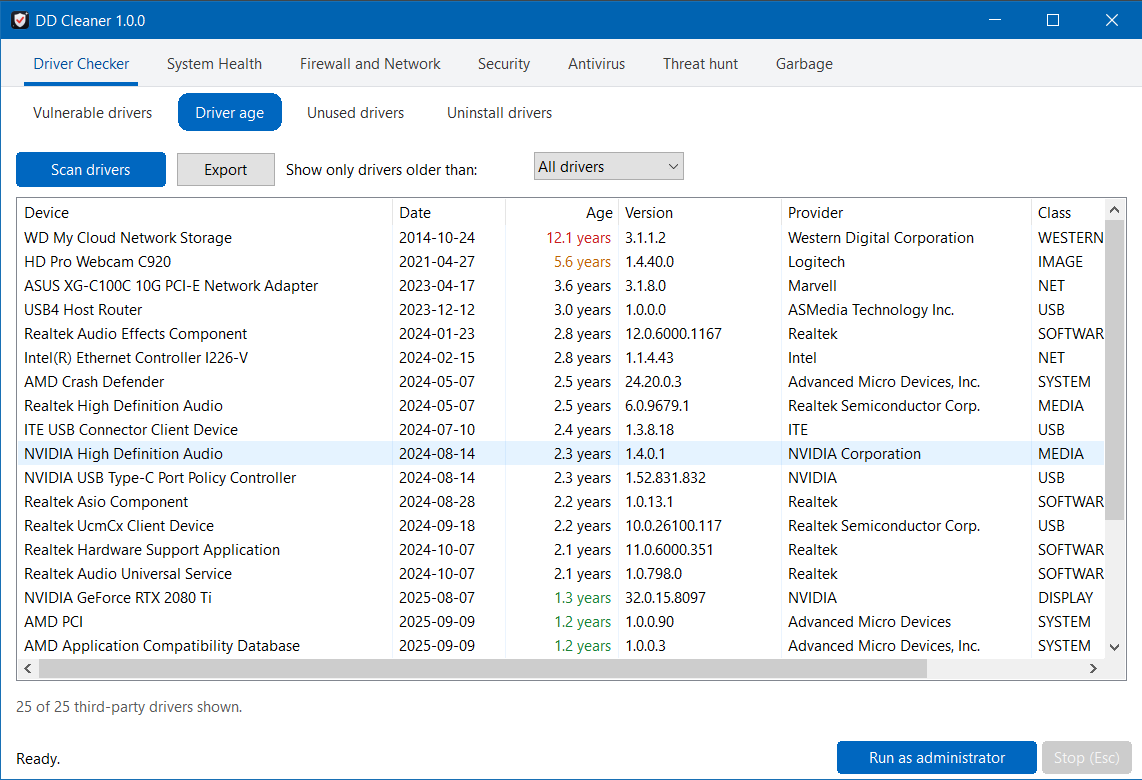 DD Cleaner 1.0.0
Driver Checker System Health Firewall and Network Security Antivirus Threat hunt Garbage
Vulnerable drivers Driver age Unused drivers Uninstall drivers
Scan drivers Export Show only drivers older than: All drivers
Device Date Age Version Provider Class
WD My Cloud Network Storage 2014-10-24 12.1 years 3.1.1.2 Western Digital Corporation WESTERN
HD Pro Webcam C920 2021-04-27 5.6 years 1.4.40.0 Logitech IMAGE
ASUS XG-C100C 10G PCI-E Network Adapter 2023-04-17 3.6 years 3.1.8.0 Marvell NET
USB4 Host Router 2023-12-12 3.0 years 1.0.0.0 ASMedia Technology Inc. USB
Realtek Audio Effects Component 2024-01-23 2.8 years 12.0.6000.1167 Realtek SOFTWAR
Intel(R) Ethernet Controller I226-V 2024-02-15 2.8 years 1.1.4.43 Intel NET
AMD Crash Defender 2024-05-07 2.5 years 24.20.0.3 Advanced Micro Devices, Inc. SYSTEM
Realtek High Definition Audio 2024-05-07 2.5 years 6.0.9679.1 Realtek Semiconductor Corp. MEDIA
ITE USB Connector Client Device 2024-07-10 2.4 years 1.3.8.18 ITE USB
NVIDIA High Definition Audio 2024-08-14 2.3 years 1.4.0.1 NVIDIA Corporation MEDIA
NVIDIA USB Type-C Port Policy Controller 2024-08-14 2.3 years 1.52.831.832 NVIDIA USB
Realtek Asio Component 2024-08-28 2.2 years 1.0.13.1 Realtek SOFTWAR
Realtek UcmCx Client Device 2024-09-18 2.2 years 10.0.26100.117 Realtek Semiconductor Corp. USB
Realtek Hardware Support Application 2024-10-07 2.1 years 11.0.6000.351 Realtek SOFTWAR
Realtek Audio Universal Service 2024-10-07 2.1 years 1.0.798.0 Realtek SOFTWAR
NVIDIA GeForce RTX 2080 Ti 2025-08-07 1.3 years 32.0.15.8097 NVIDIA DISPLAY
AMD PCI 2025-09-09 1.2 years 1.0.0.90 Advanced Micro Devices SYSTEM
AMD Application Compatibility Database 2025-09-09 1.2 years 1.0.0.3 Advanced Micro Devices, Inc. SYSTEM
25 of 25 third-party drivers shown.
Ready. Run as administrator Stop (Esc)